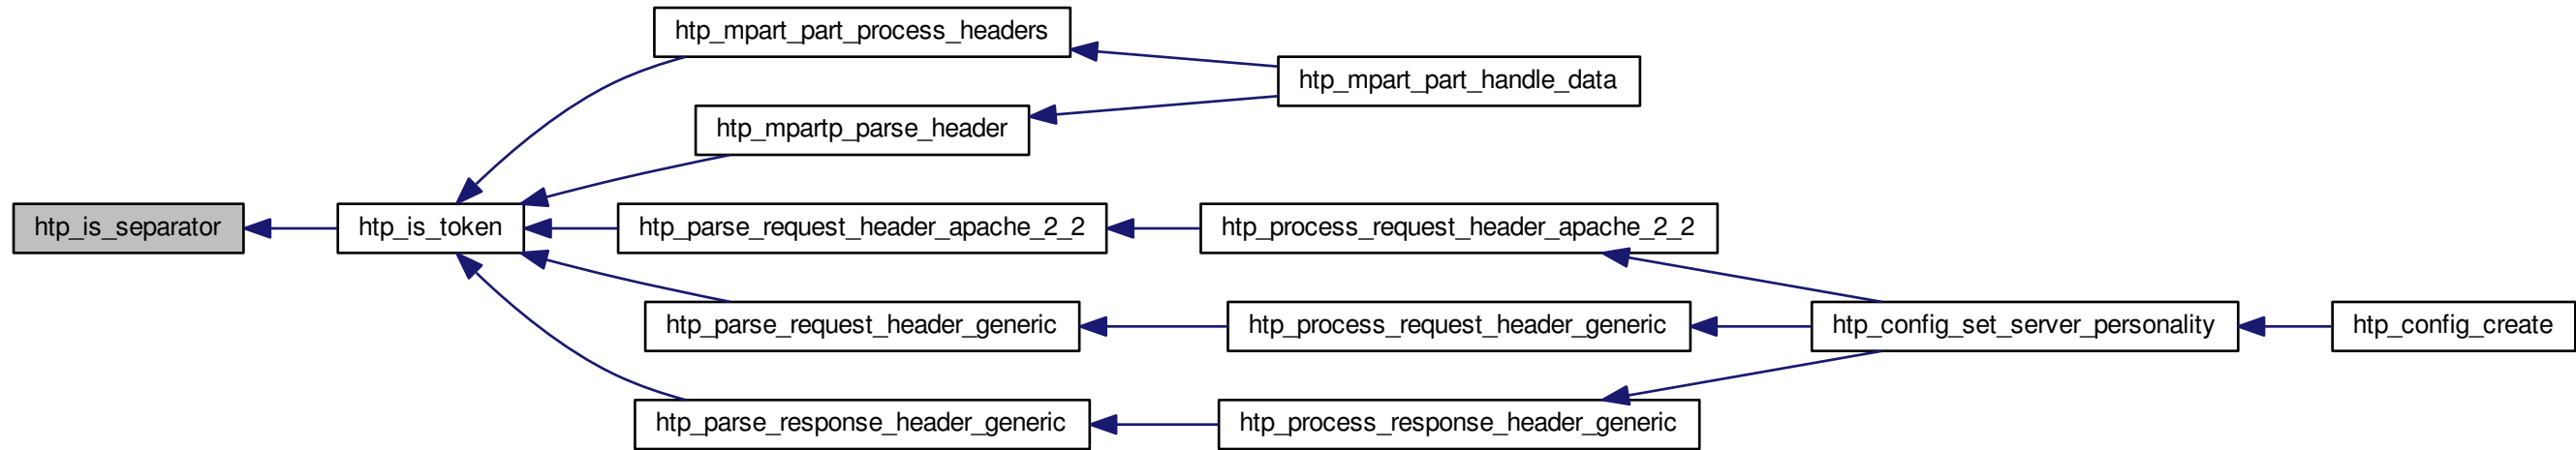 htp_mpart_part_process_headers
htp_mpart_part_handle_data
htp_mpartp_parse_header
htp_is_separator
htp_is_token
htp_parse_request_header_apache_2_2
htp_process_request_header_apache_2_2
htp_parse_request_header_generic
htp_process_request_header_generic
htp_config_set_server_personality
htp_config_create
htp_parse_response_header_generic
htp_process_response_header_generic